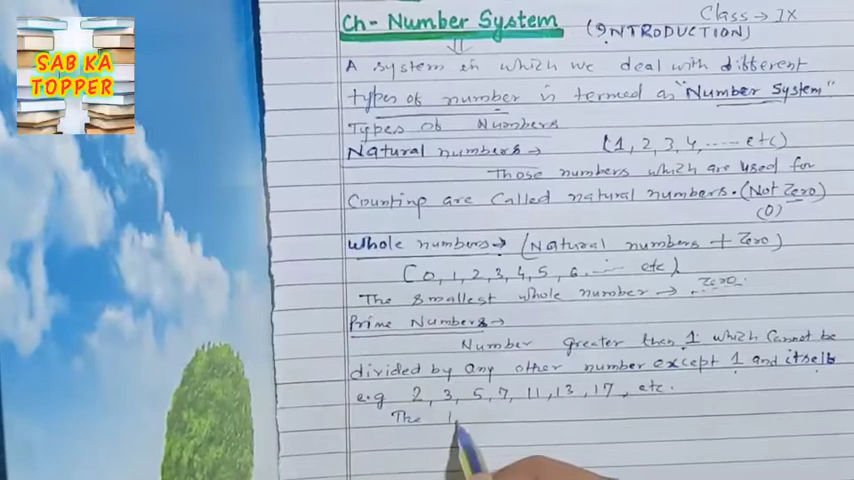 SAB KA
TOPPER
Class → IX
Ch- Number System (INTRODUCTION)
A system in which we deal with different
types of number is termed as "Number System"
Types of Numbers
Natural numbers → (1, 2, 3, 4, ..... etc)
Those numbers which are used for
Counting are Called natural numbers. (Not Zero)
(0)
Whole numbers → (Natural numbers + Zero)
(0, 1, 2, 3, 4, 5, 6 ..... etc)
The smallest whole number → Zero.
Prime Numbers →
Number greater then 1 which Cannot be
divided by any other number except 1 and itself
e.g 2, 3, 5, 7, 11, 13, 17, etc.
The